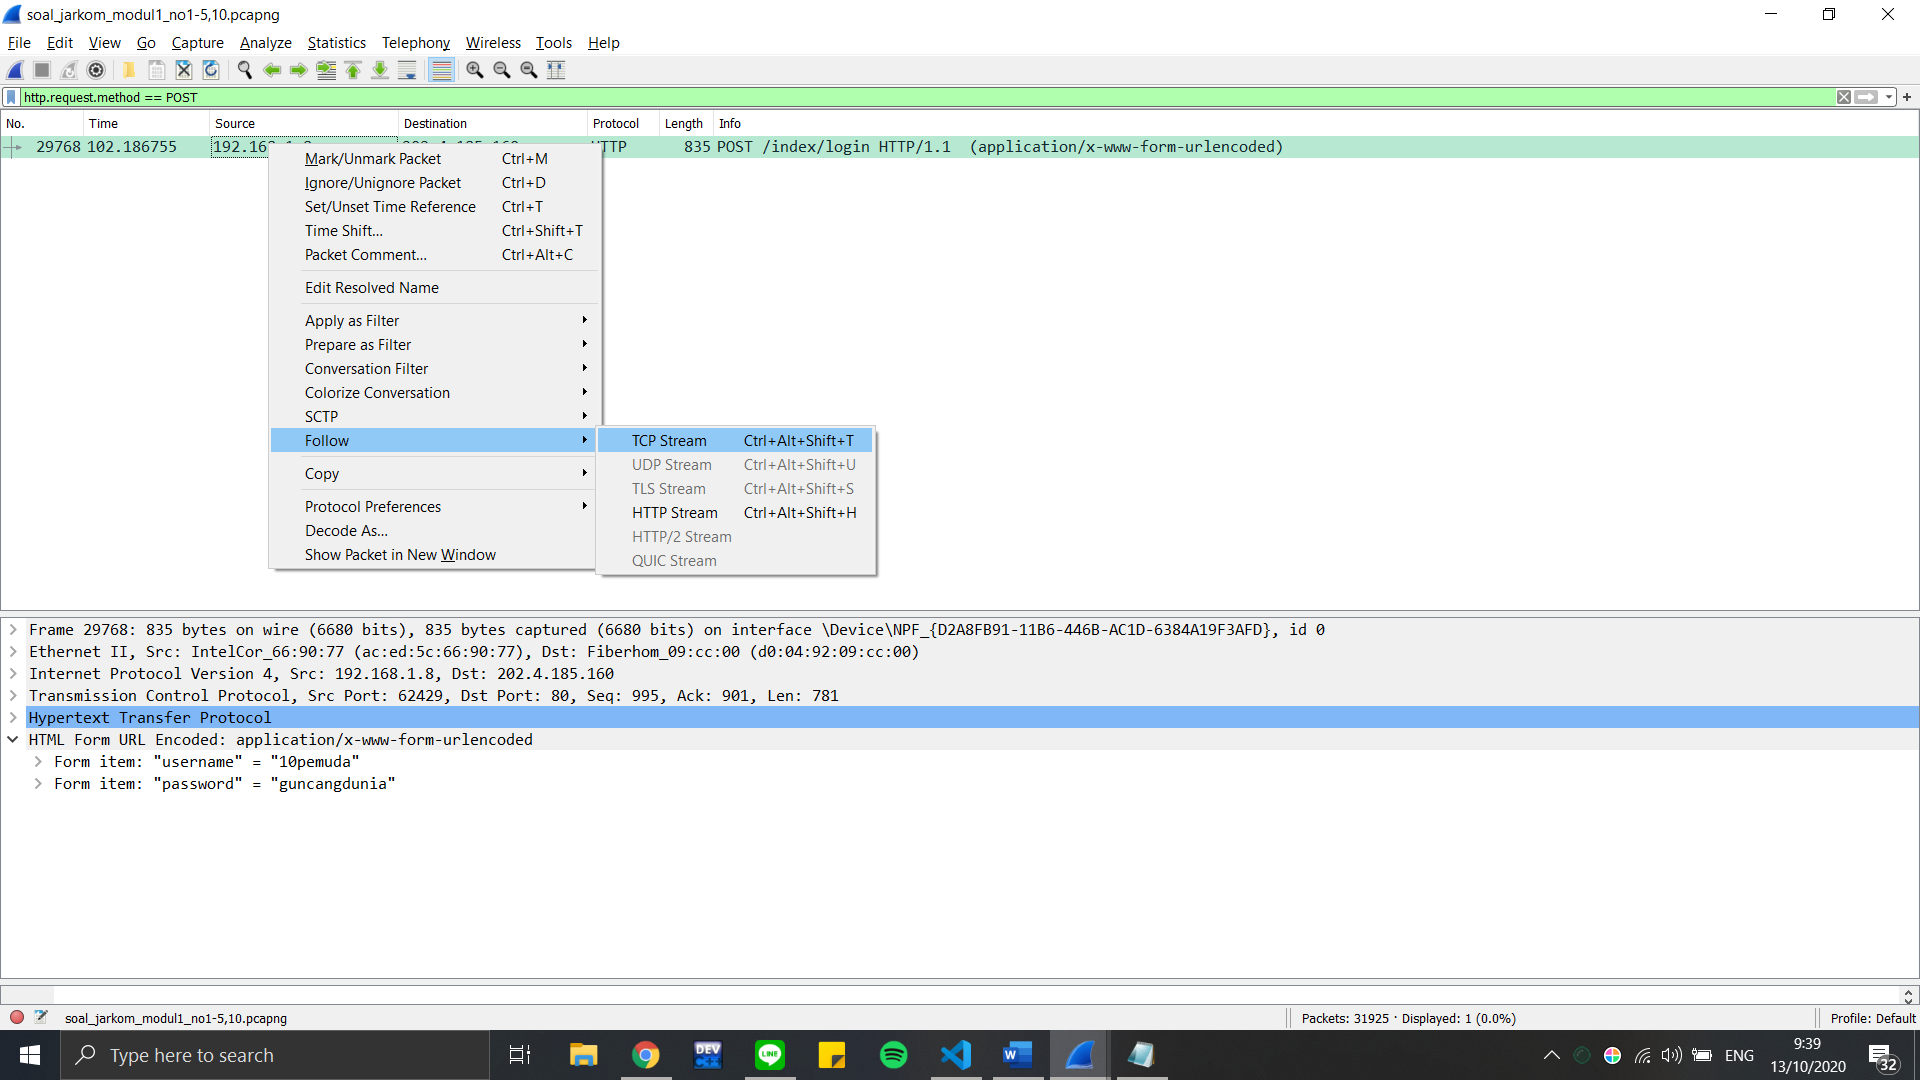 soal_jarkom_modul1_no1-5,10.pcapng
File Edit View Go Capture Analyze Statistics Telephony Wireless Tools Help
http.request.method == POST
No. Time Source Destination Protocol Length Info
29768 102.186755 835 POST /index/login HTTP/1.1 (application/x-www-form-urlencoded)
Mark/Unmark Packet Ctrl+M
Ignore/Unignore Packet Ctrl+D
Set/Unset Time Reference Ctrl+T
Time Shift... Ctrl+Shift+T
Packet Comment... Ctrl+Alt+C
Edit Resolved Name
Apply as Filter
Prepare as Filter
Conversation Filter
Colorize Conversation
SCTP
Follow
Copy
Protocol Preferences
Decode As...
Show Packet in New Window
TCP Stream Ctrl+Alt+Shift+T
UDP Stream Ctrl+Alt+Shift+U
TLS Stream Ctrl+Alt+Shift+S
HTTP Stream Ctrl+Alt+Shift+H
HTTP/2 Stream
QUIC Stream
Frame 29768: 835 bytes on wire (6680 bits), 835 bytes captured (6680 bits) on interface \Device\NPF_{D2A8FB91-11B6-446B-AC1D-6384A19F3AFD}, id 0
Ethernet II, Src: IntelCor_66:90:77 (ac:ed:5c:66:90:77), Dst: Fiberhom_09:cc:00 (d0:04:92:09:cc:00)
Internet Protocol Version 4, Src: 192.168.1.8, Dst: 202.4.185.160
Transmission Control Protocol, Src Port: 62429, Dst Port: 80, Seq: 995, Ack: 901, Len: 781
Hypertext Transfer Protocol
HTML Form URL Encoded: application/x-www-form-urlencoded
Form item: "username" = "10pemuda"
Form item: "password" = "guncangdunia"
soal_jarkom_modul1_no1-5,10.pcapng
Packets: 31925 · Displayed: 1 (0.0%)
Profile: Default
Type here to search
DEV C++
LINE
W
ENG
9:39
13/10/2020
32